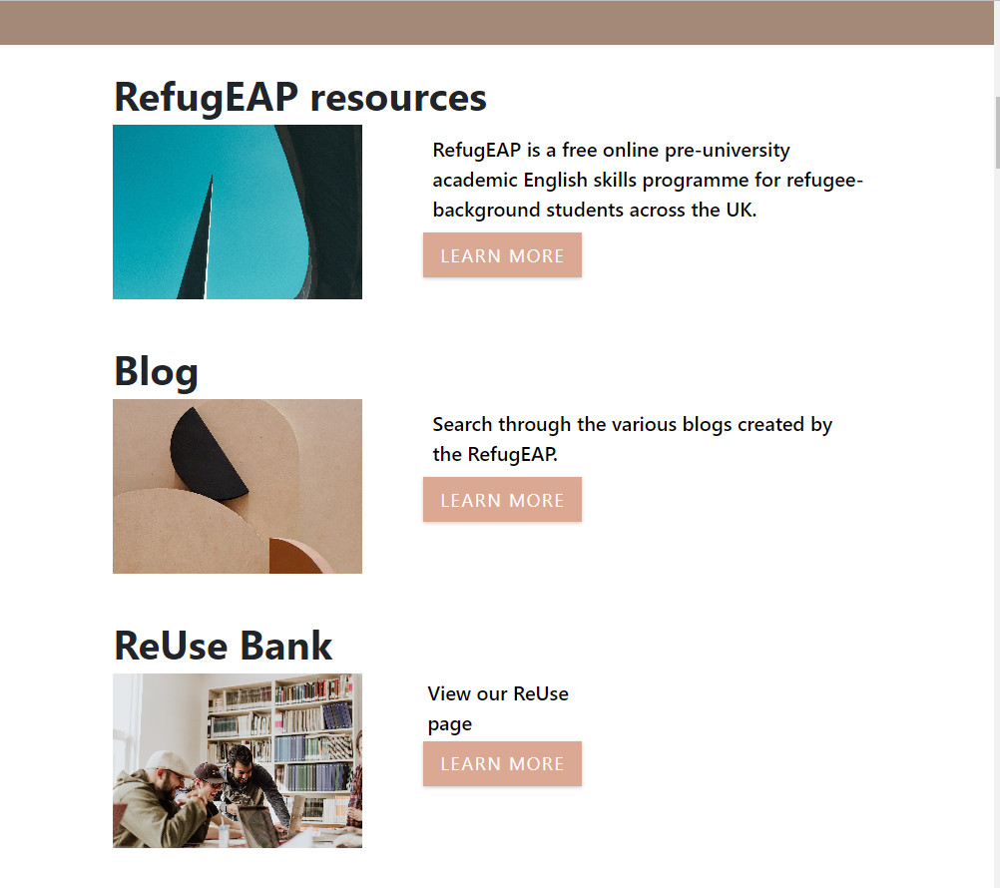 RefugEAP resources
RefugEAP is a free online pre-university
academic English skills programme for refugee-
background students across the UK.
LEARN MORE
Blog
Search through the various blogs created by
the RefugEAP.
LEARN MORE
ReUse Bank
View our ReUse
page
LEARN MORE